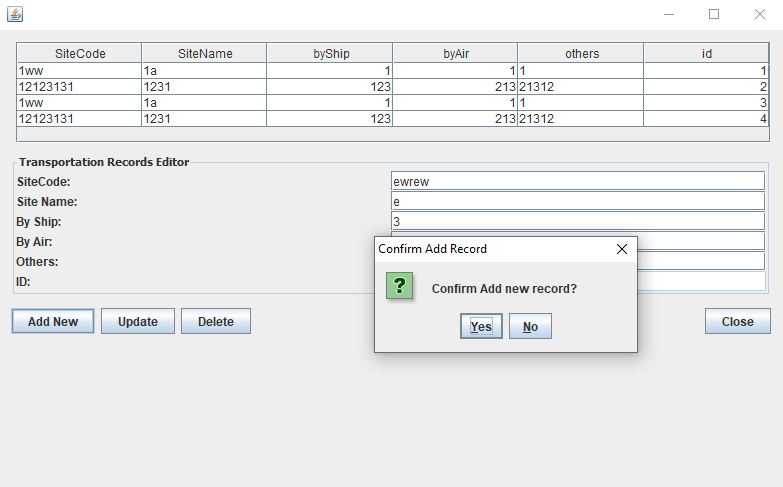 SiteCode SiteName byShip byAir others id
1ww 1a 1 1 1 1
12123131 1231 123 213 21312 2
1ww 1a 1 1 1 3
12123131 1231 123 213 21312 4
Transportation Records Editor
SiteCode: ewrew
Site Name: e
By Ship: 3
By Air:
Others:
ID:
Confirm Add Record
?
Confirm Add new record?
Yes No
Add New Update Delete Close